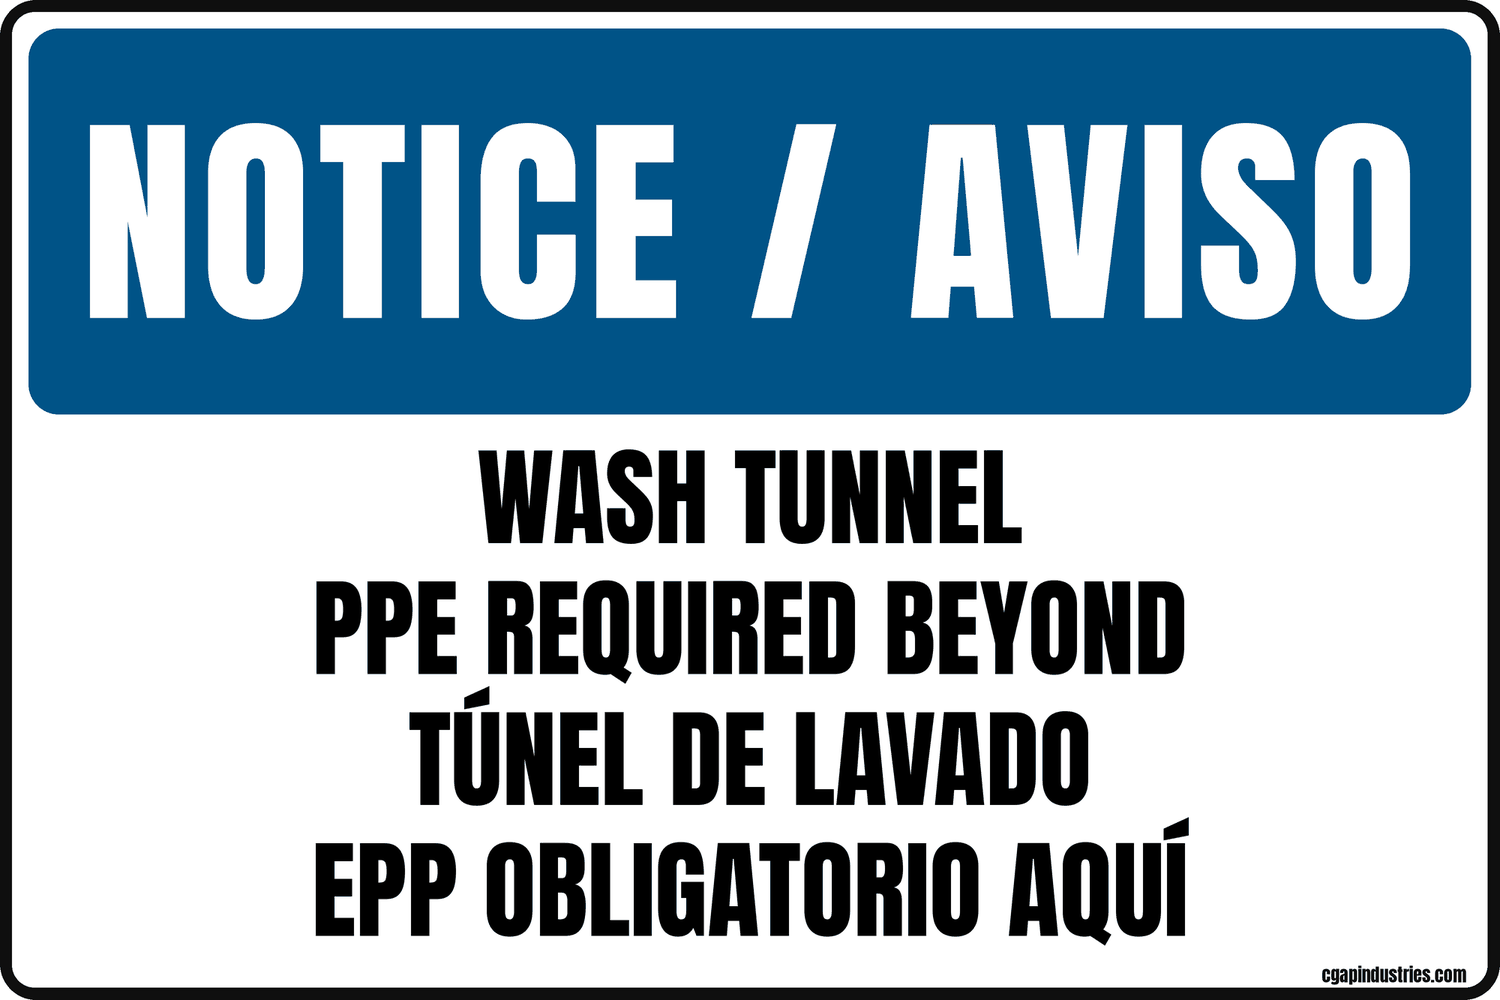 NOTICE / AVISO
WASH TUNNEL
PPE REQUIRED BEYOND
TÚNEL DE LAVADO
EPP OBLIGATORIO AQUÍ
cgapindustries.com